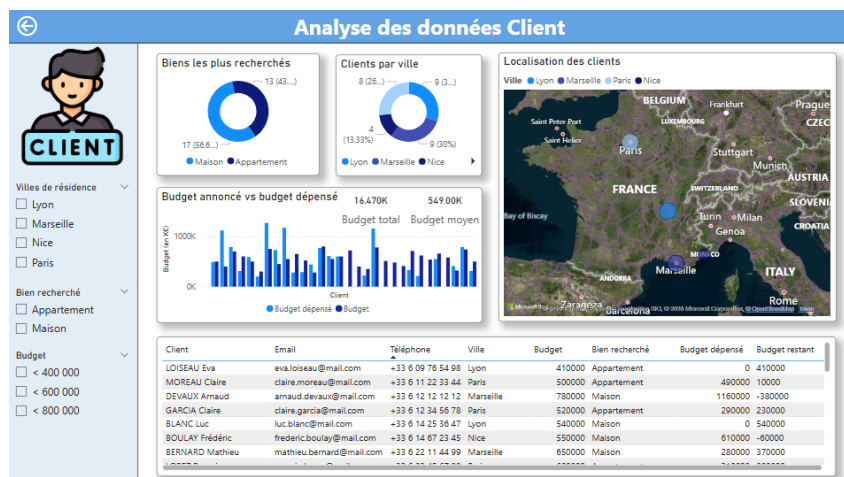 Analyse des données Client
CLIENT
Villes de résidence
Lyon
Marseille
Nice
Paris
Bien recherché
Appartement
Maison
Budget
< 400 000
< 600 000
< 800 000
Biens les plus recherchés
13 (43....)
17 (56.6...)
Maison Appartement
Clients par ville
8 (26...)
9 (3...)
4
(13.33%)
9 (30%)
Lyon Marseille Nice
Budget annoncé vs budget dépensé
16,470K 549.00K
Budget total Budget moyen
Budget (en K€)
1000K
0K
Client
Budget dépensé Budget
Localisation des clients
Ville Lyon Marseille Paris Nice
BELGIUM
Frankfurt
Prague
Saint Peter Port
LUXEMBOURG
CZEC
Saint Helier
Paris
Stuttgart
Munich
AUSTRIA
FRANCE
SWITZERLAND
SLOVENI
Bay of Biscay
Turin
Milan
CROATIA
Genoa
MONACO
Marseille
ANDORRA
ITALY
Zaragoza
Barcelona
Rome
© 2025 Microsoft Corporation, © OpenStreetMap Terms
Client Email Téléphone Ville Budget Bien recherché Budget dépensé Budget restant
LOISEAU Eva eva.loiseau@mail.com +33 6 09 76 54 98 Lyon 410000 Appartement 0 410000
MOREAU Claire claire.moreau@mail.com +33 6 11 22 33 44 Paris 500000 Appartement 490000 10000
DEVAUX Arnaud arnaud.devaux@mail.com +33 6 12 12 12 12 Marseille 780000 Maison 1160000 -380000
GARCIA Claire claire.garcia@mail.com +33 6 12 34 56 78 Paris 520000 Appartement 290000 230000
BLANC Luc luc.blanc@mail.com +33 6 14 25 36 47 Lyon 540000 Maison 0 540000
BOULAY Frédéric frederic.boulay@mail.com +33 6 14 67 23 45 Nice 550000 Maison 610000 -60000
BERNARD Mathieu mathieu.bernard@mail.com +33 6 22 11 44 99 Marseille 650000 Maison 280000 370000